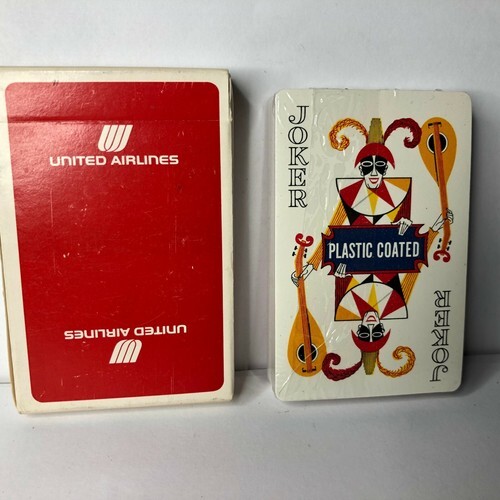 UNITED AIRLINES
UNITED AIRLINES
JOKER
PLASTIC COATED
JOKER